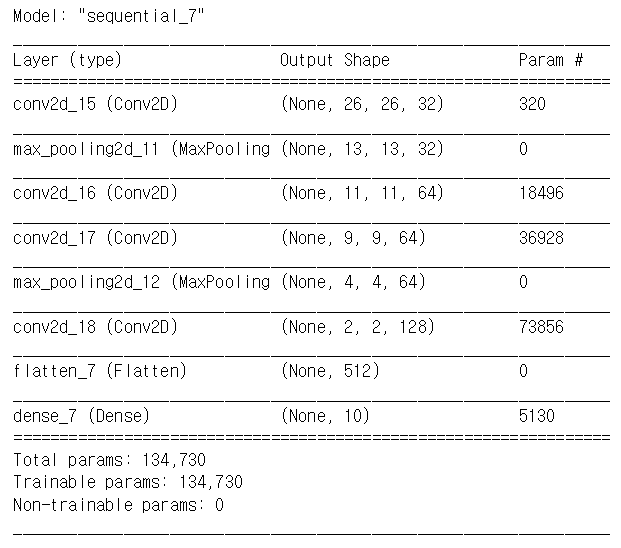 Model: "sequential_7"
Layer (type) Output Shape Param #
conv2d_15 (Conv2D) (None, 26, 26, 32) 320
max_pooling2d_11 (MaxPooling (None, 13, 13, 32) 0
conv2d_16 (Conv2D) (None, 11, 11, 64) 18496
conv2d_17 (Conv2D) (None, 9, 9, 64) 36928
max_pooling2d_12 (MaxPooling (None, 4, 4, 64) 0
conv2d_18 (Conv2D) (None, 2, 2, 128) 73856
flatten_7 (Flatten) (None, 512) 0
dense_7 (Dense) (None, 10) 5130
Total params: 134,730
Trainable params: 134,730
Non-trainable params: 0